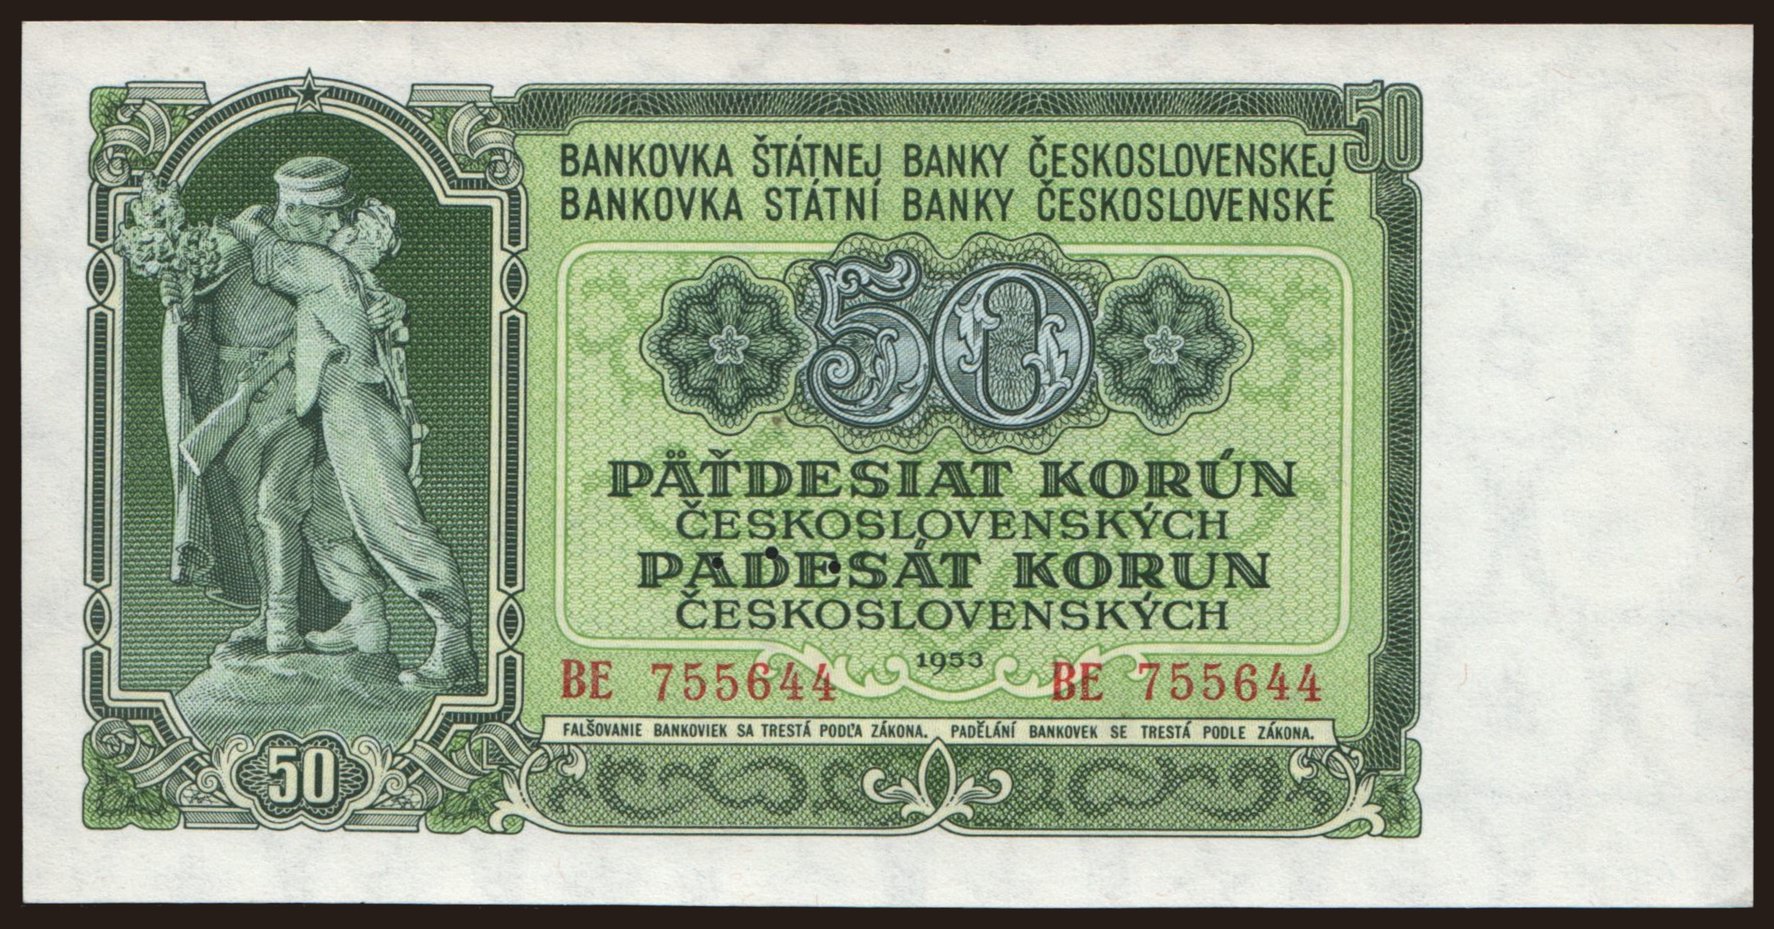 50
BANKOVKA ŠTÁTNEJ BANKY ČESKOSLOVENSKEJ
BANKOVKA STÁTNÍ BANKY ČESKOSLOVENSKÉ
50
PÄŤDESIAT KORÚN
ČESKOSLOVENSKÝCH
PADESÁT KORUN
ČESKOSLOVENSKÝCH
1953
BE 755644 BE 755644
FALŠOVANIE BANKOVIEK SA TRESTÁ PODĽA ZÁKONA. PADĚLÁNÍ BANKOVEK SE TRESTÁ PODLE ZÁKONA.
50